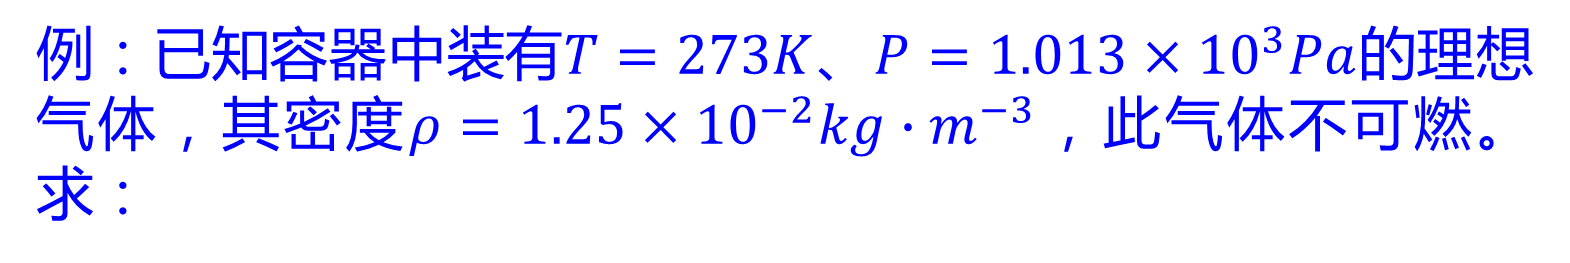 例：已知容器中装有T = 273K、P = 1.013 × 10³Pa的理想
气体，其密度ρ = 1.25 × 10⁻²kg · m⁻³，此气体不可燃。
求：